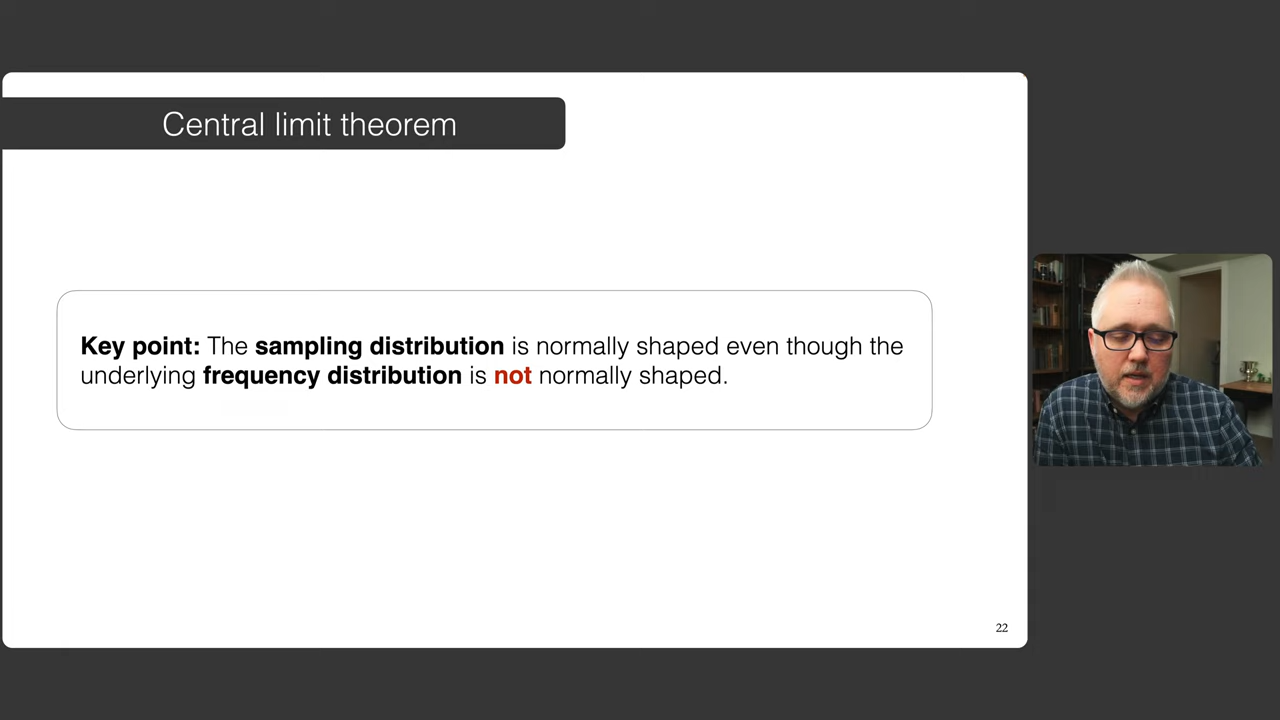 Central limit theorem
Key point: The sampling distribution is normally shaped even though the
underlying frequency distribution is not normally shaped.
22